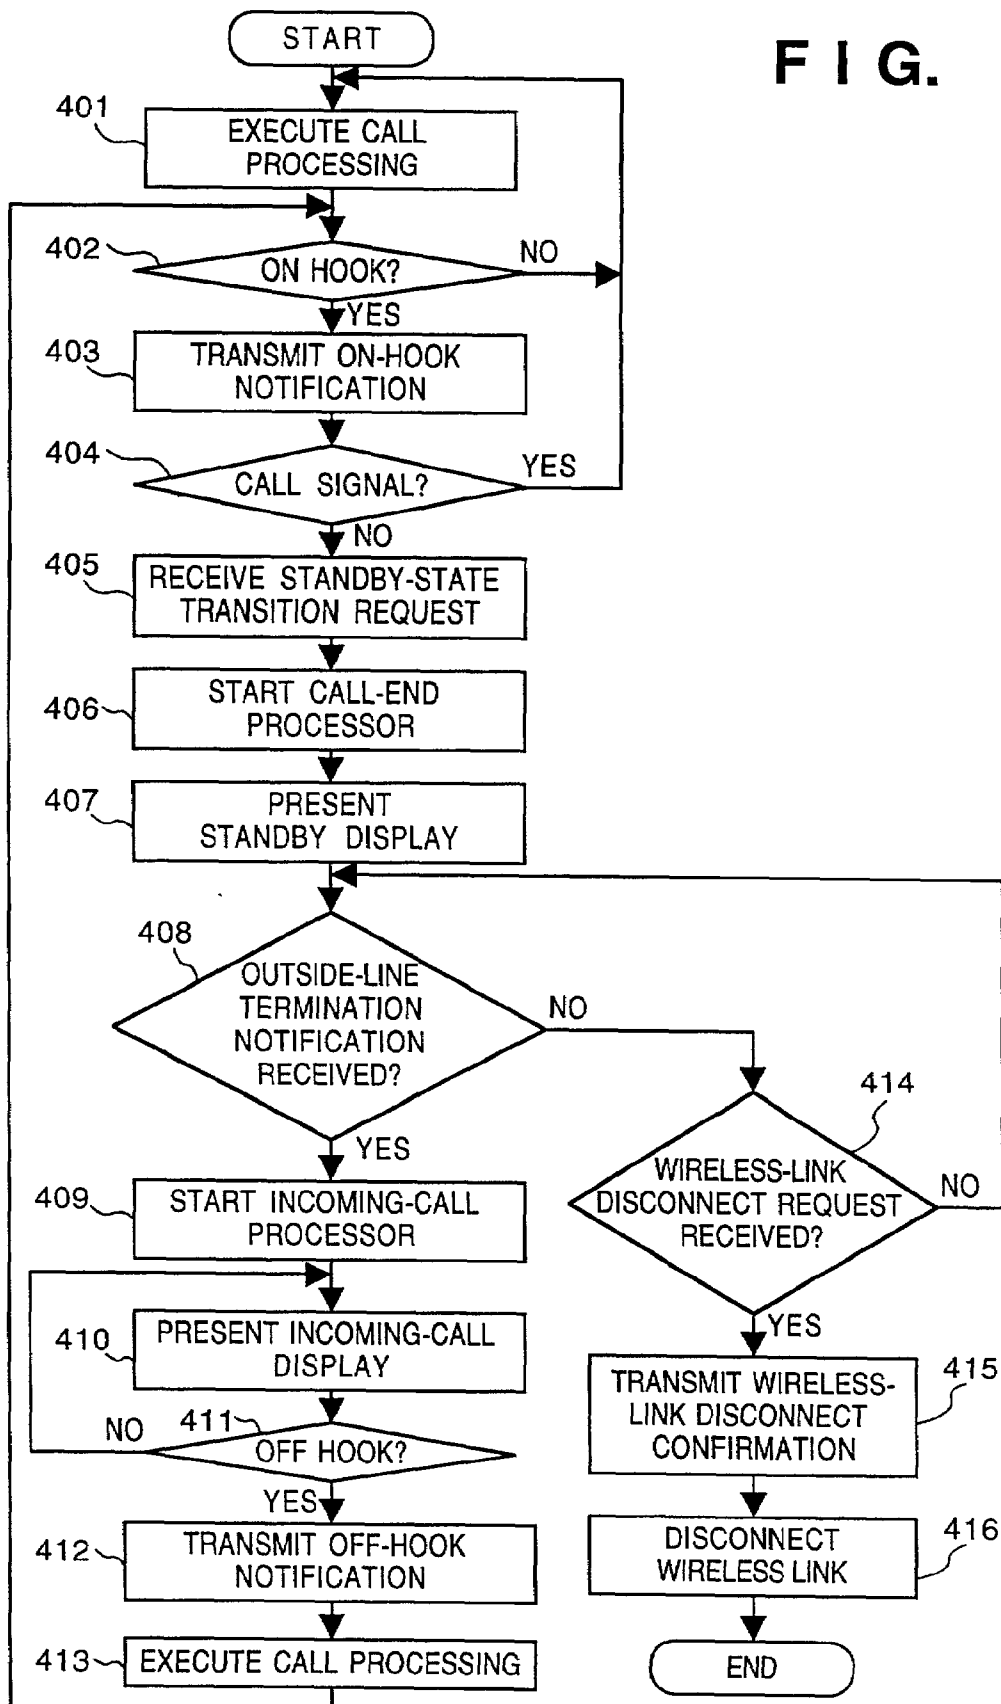 START
F I G.
401
EXECUTE CALL
PROCESSING
402
ON HOOK?
NO
YES
403
TRANSMIT ON-HOOK
NOTIFICATION
404
CALL SIGNAL?
YES
NO
405
RECEIVE STANDBY-STATE
TRANSITION REQUEST
406
START CALL-END
PROCESSOR
407
PRESENT
STANDBY DISPLAY
408
OUTSIDE-LINE
TERMINATION
NOTIFICATION
RECEIVED?
NO
YES
414
WIRELESS-LINK
DISCONNECT REQUEST
RECEIVED?
NO
YES
409
START INCOMING-CALL
PROCESSOR
410
PRESENT INCOMING-CALL
DISPLAY
411
OFF HOOK?
NO
YES
415
TRANSMIT WIRELESS-
LINK DISCONNECT
CONFIRMATION
412
TRANSMIT OFF-HOOK
NOTIFICATION
416
DISCONNECT
WIRELESS LINK
413
EXECUTE CALL PROCESSING
END